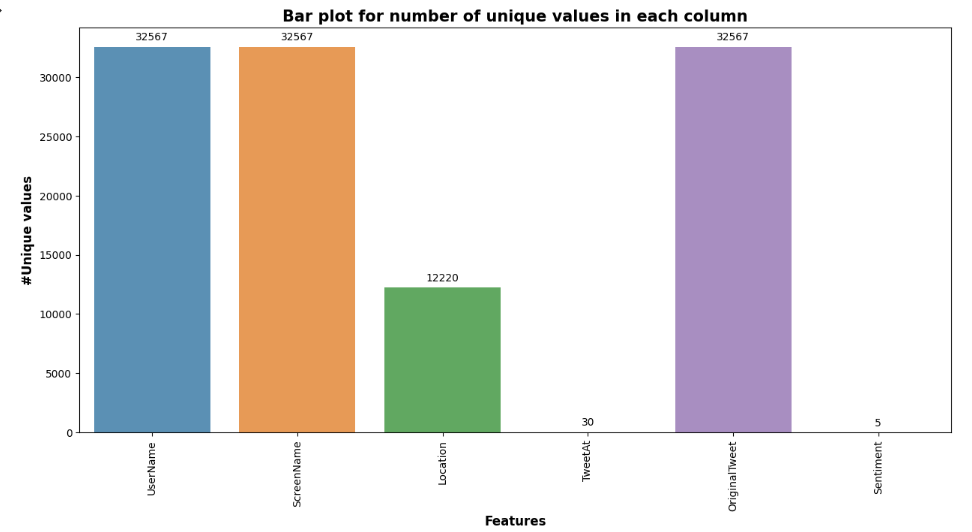 Bar plot for number of unique values in each column
32567
32567
32567
12220
30
5
30000
25000
20000
15000
10000
5000
0
#Unique values
UserName
ScreenName
Location
TweetAt
OriginalTweet
Sentiment
Features